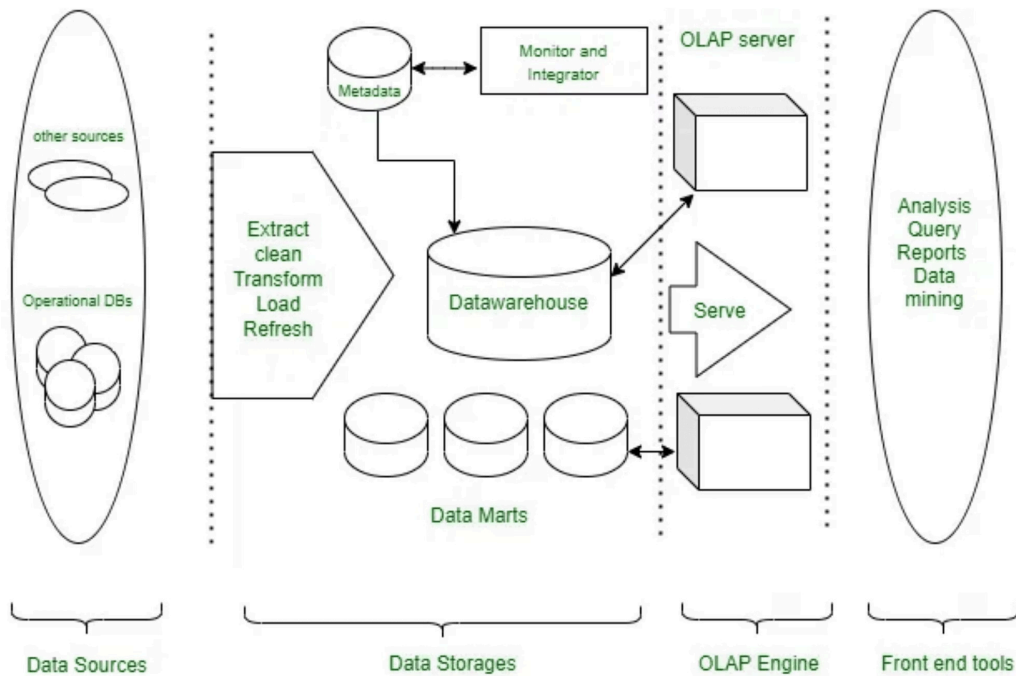 other sources
Operational DBs
Extract
clean
Transform
Load
Refresh
Metadata
Monitor and
Integrator
Datawarehouse
Data Marts
OLAP server
Serve
Analysis
Query
Reports
Data
mining
Data Sources
Data Storages
OLAP Engine
Front end tools